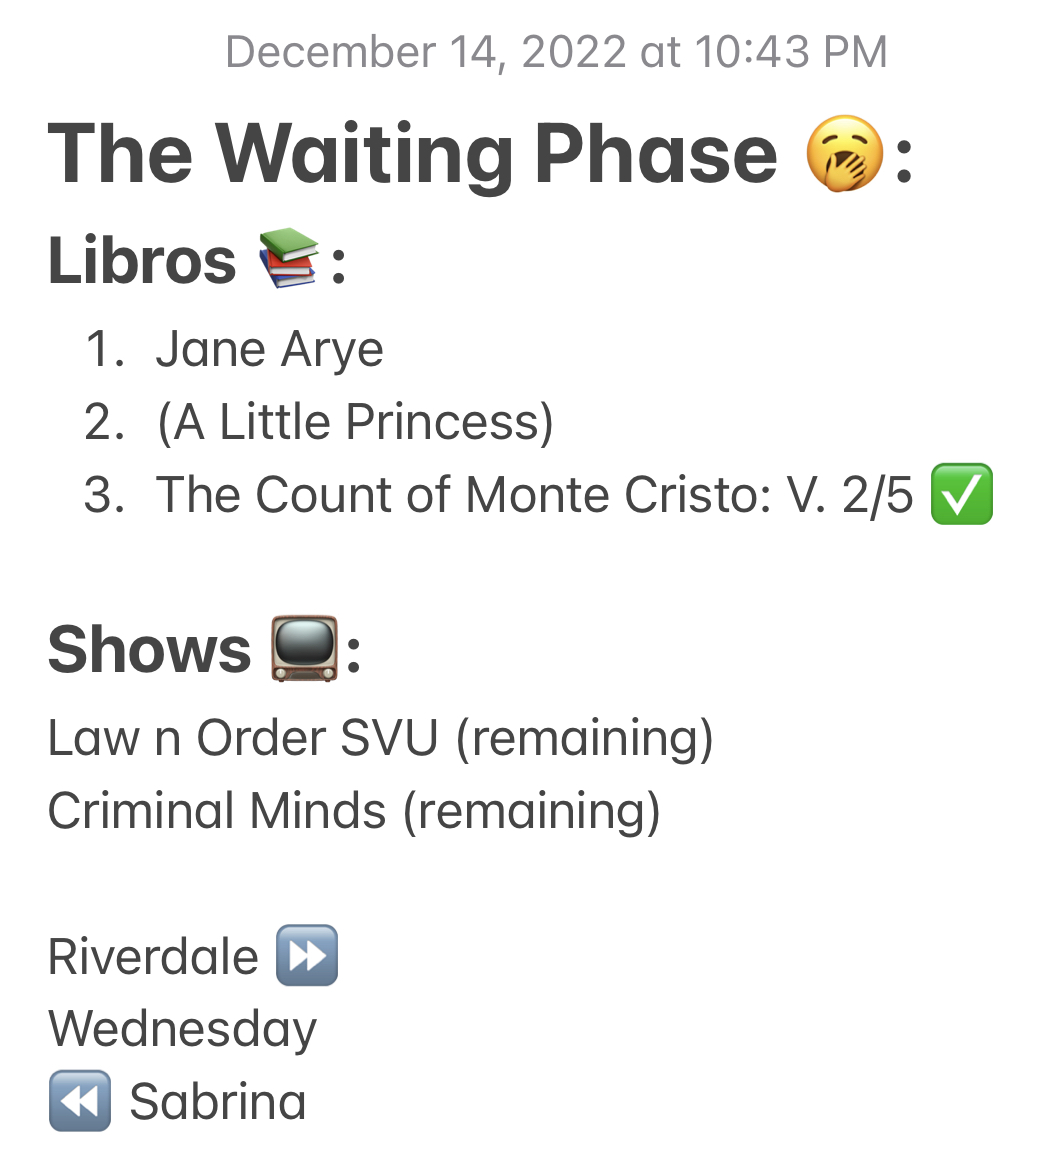 December 14, 2022 at 10:43 PM
The Waiting Phase 🥱:
Libros 📚:
1. Jane Arye
2. (A Little Princess)
3. The Count of Monte Cristo: V. 2/5 ✅
Shows 📺:
Law n Order SVU (remaining)
Criminal Minds (remaining)
Riverdale ⏩
Wednesday
⏪ Sabrina